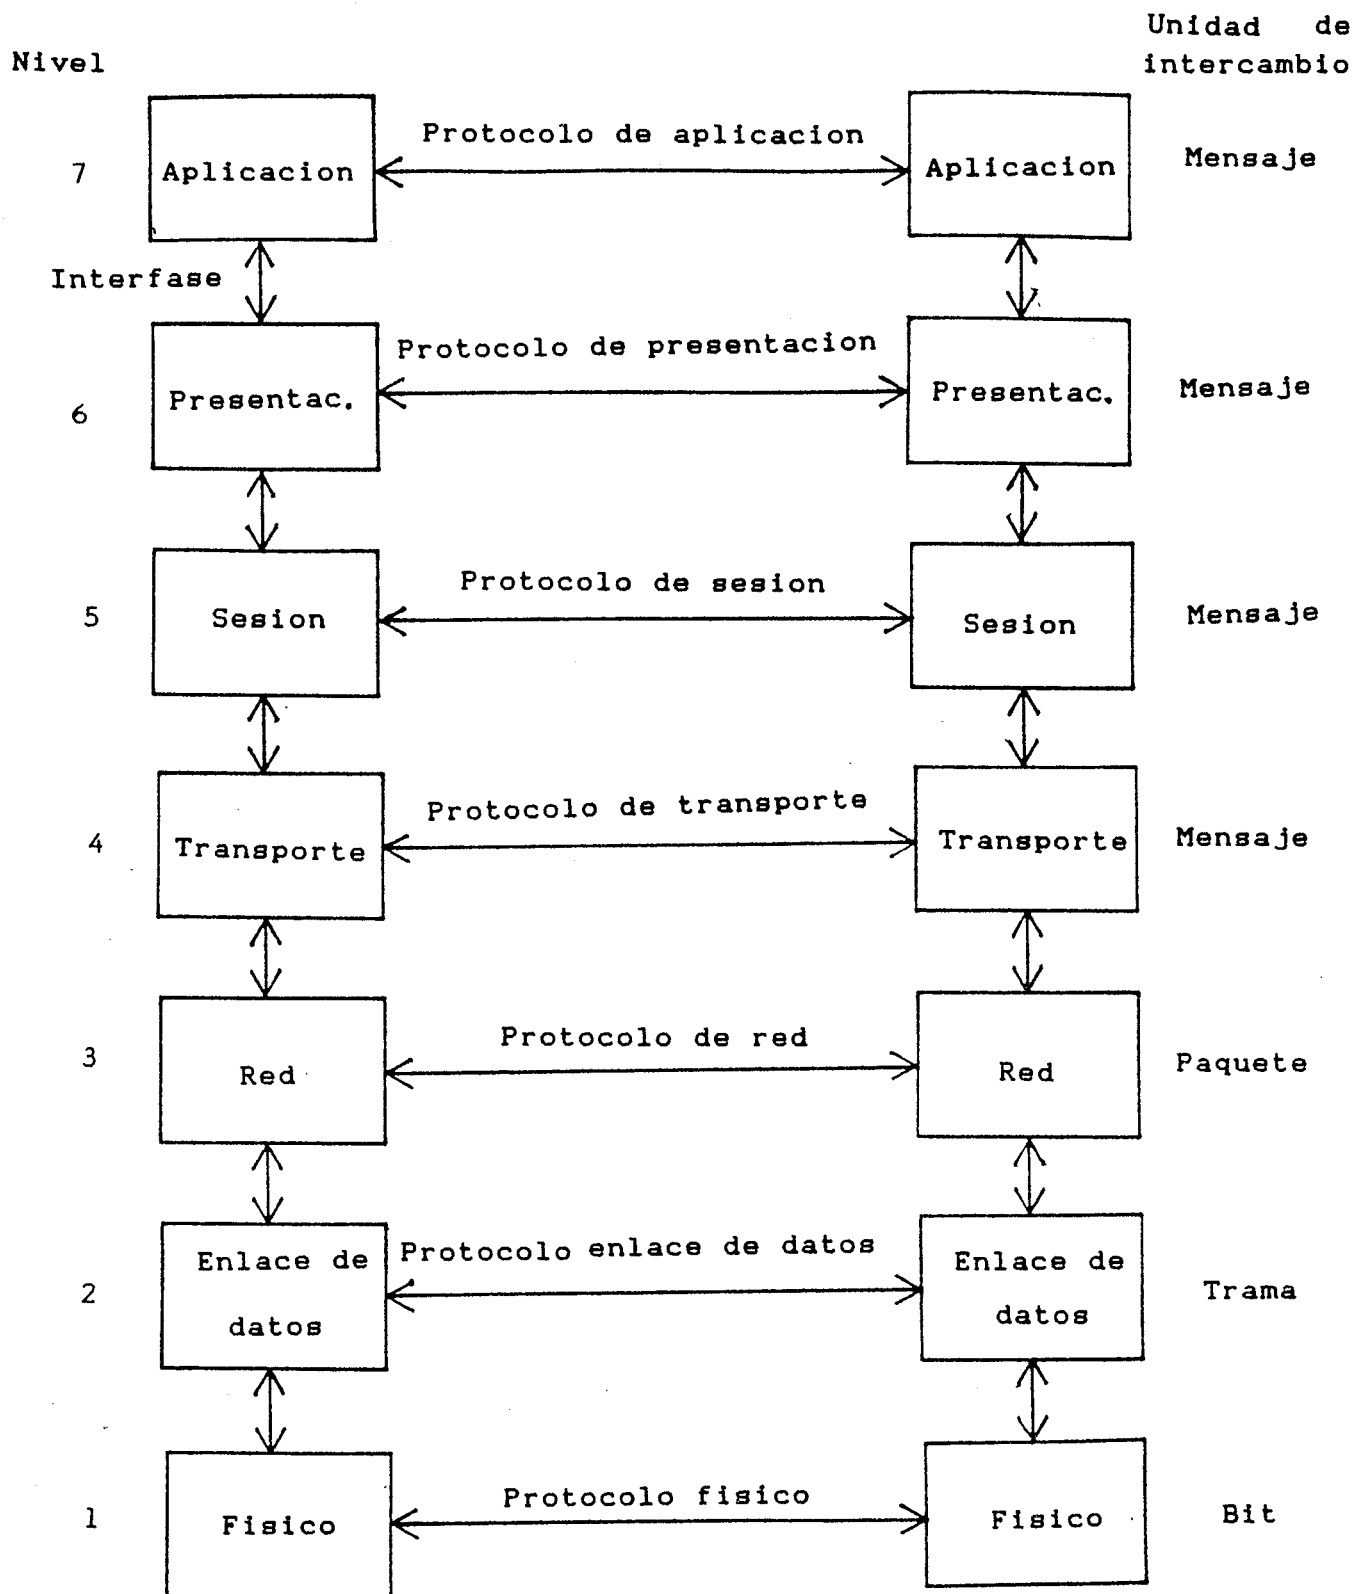 Unidad de
Nivel intercambio
Protocolo de aplicacion
7 Aplicacion Aplicacion Mensaje
Interfase
Protocolo de presentacion
6 Presentac. Presentac. Mensaje
Protocolo de sesion
5 Sesion Sesion Mensaje
Protocolo de transporte
4 Transporte Transporte Mensaje
Protocolo de red
3 Red Red Paquete
Enlace de Protocolo enlace de datos Enlace de
2 datos datos Trama
Protocolo fisico
1 Fisico Fisico Bit